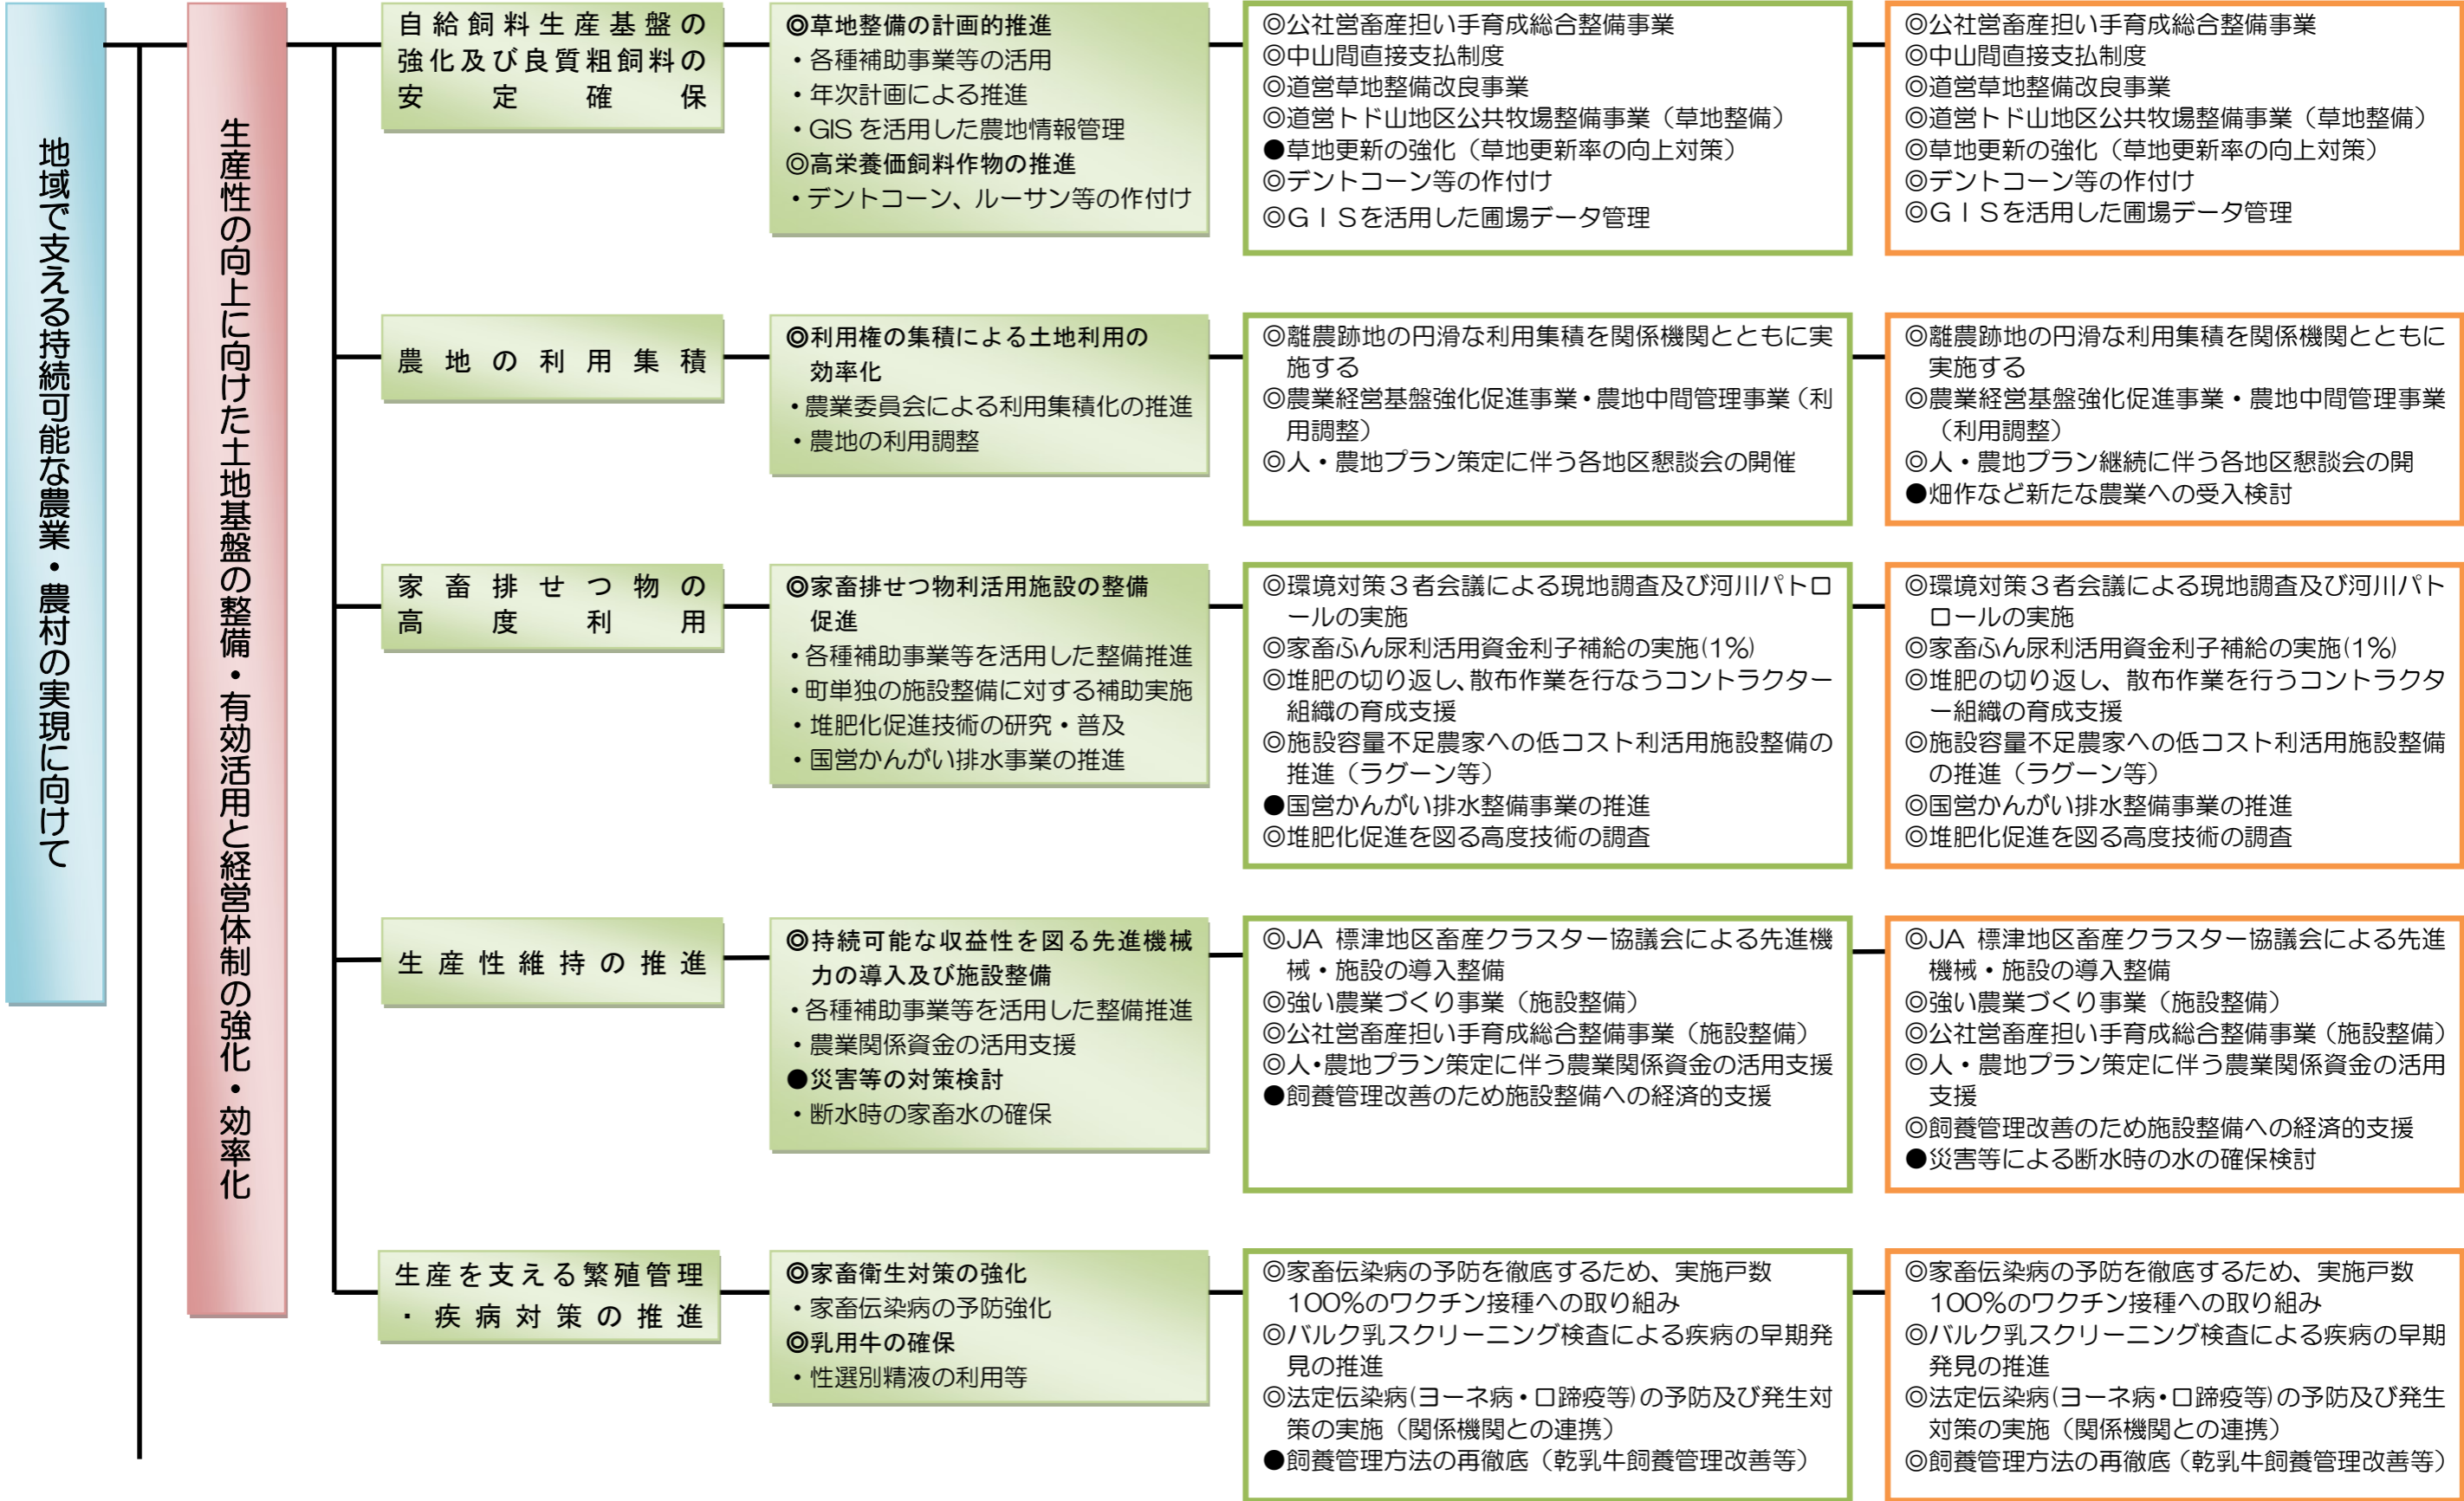 地域で支える持続可能な農業・農村の実現に向けて
生産性の向上に向けた土地基盤の整備・有効活用と経営体制の強化・効率化
自給飼料生産基盤の
強化及び良質粗飼料の
安定確保
◎草地整備の計画的推進
・各種補助事業等の活用
・年次計画による推進
・GISを活用した農地情報管理
◎高栄養価飼料作物の推進
・デントコーン、ルーサン等の作付け
◎公社営畜産担い手育成総合整備事業
◎中山間直接支払制度
◎道営草地整備改良事業
◎道営トド山地区公共牧場整備事業（草地整備）
●草地更新の強化（草地更新率の向上対策）
◎デントコーン等の作付け
◎ＧＩＳを活用した圃場データ管理
◎公社営畜産担い手育成総合整備事業
◎中山間直接支払制度
◎道営草地整備改良事業
◎道営トド山地区公共牧場整備事業（草地整備）
◎草地更新の強化（草地更新率の向上対策）
◎デントコーン等の作付け
◎ＧＩＳを活用した圃場データ管理
農地の利用集積
◎利用権の集積による土地利用の
効率化
・農業委員会による利用集積化の推進
・農地の利用調整
◎離農跡地の円滑な利用集積を関係機関とともに実
施する
◎農業経営基盤強化促進事業・農地中間管理事業（利
用調整）
◎人・農地プラン策定に伴う各地区懇談会の開催
◎離農跡地の円滑な利用集積を関係機関とともに
実施する
◎農業経営基盤強化促進事業・農地中間管理事業
（利用調整）
◎人・農地プラン継続に伴う各地区懇談会の開
●畑作など新たな農業への受入検討
家畜排せつ物の
高度利用
◎家畜排せつ物利活用施設の整備
促進
・各種補助事業等を活用した整備推進
・町単独の施設整備に対する補助実施
・堆肥化促進技術の研究・普及
・国営かんがい排水事業の推進
◎環境対策３者会議による現地調査及び河川パトロ
ールの実施
◎家畜ふん尿利活用資金利子補給の実施(1%)
◎堆肥の切り返し、散布作業を行なうコントラクター
組織の育成支援
◎施設容量不足農家への低コスト利活用施設整備の
推進（ラグーン等）
●国営かんがい排水整備事業の推進
◎堆肥化促進を図る高度技術の調査
◎環境対策３者会議による現地調査及び河川パト
ロールの実施
◎家畜ふん尿利活用資金利子補給の実施(1%)
◎堆肥の切り返し、散布作業を行うコントラクタ
ー組織の育成支援
◎施設容量不足農家への低コスト利活用施設整備
の推進（ラグーン等）
◎国営かんがい排水整備事業の推進
◎堆肥化促進を図る高度技術の調査
生産性維持の推進
◎持続可能な収益性を図る先進機械
力の導入及び施設整備
・各種補助事業等を活用した整備推進
・農業関係資金の活用支援
●災害等の対策検討
・断水時の家畜水の確保
◎JA 標津地区畜産クラスター協議会による先進機
械・施設の導入整備
◎強い農業づくり事業（施設整備）
◎公社営畜産担い手育成総合整備事業（施設整備）
◎人・農地プラン策定に伴う農業関係資金の活用支援
●飼養管理改善のため施設整備への経済的支援
◎JA 標津地区畜産クラスター協議会による先進
機械・施設の導入整備
◎強い農業づくり事業（施設整備）
◎公社営畜産担い手育成総合整備事業（施設整備）
◎人・農地プラン策定に伴う農業関係資金の活用
支援
◎飼養管理改善のため施設整備への経済的支援
●災害等による断水時の水の確保検討
生産を支える繁殖管理
・疾病対策の推進
◎家畜衛生対策の強化
・家畜伝染病の予防強化
◎乳用牛の確保
・性選別精液の利用等
◎家畜伝染病の予防を徹底するため、実施戸数
100%のワクチン接種への取り組み
◎バルク乳スクリーニング検査による疾病の早期発
見の推進
◎法定伝染病(ヨーネ病・口蹄疫等)の予防及び発生対
策の実施（関係機関との連携）
●飼養管理方法の再徹底（乾乳牛飼養管理改善等）
◎家畜伝染病の予防を徹底するため、実施戸数
100%のワクチン接種への取り組み
◎バルク乳スクリーニング検査による疾病の早期
発見の推進
◎法定伝染病(ヨーネ病・口蹄疫等)の予防及び発生
対策の実施（関係機関との連携）
◎飼養管理方法の再徹底（乾乳牛飼養管理改善等）